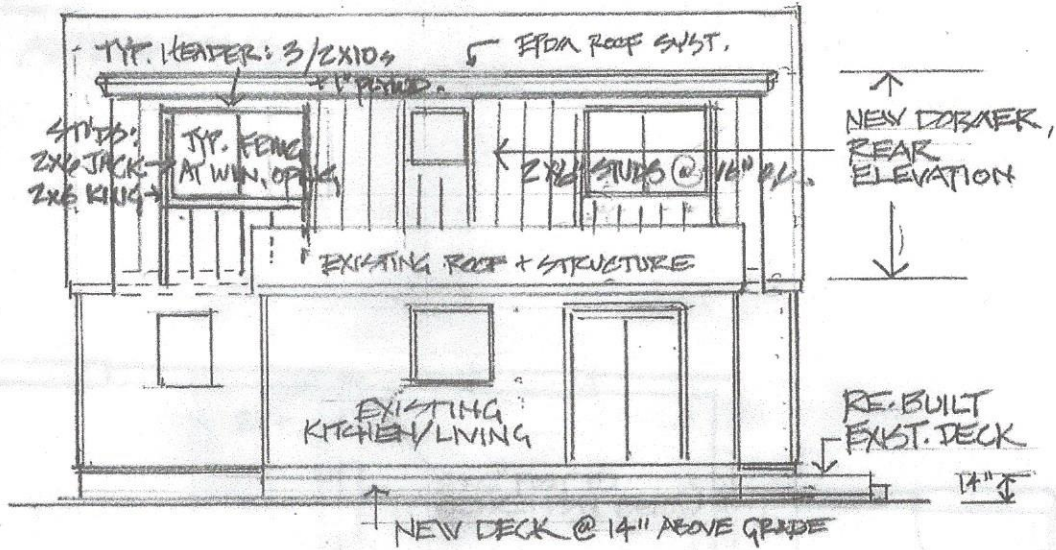 TYP. HEADER: 3/2X10s
+ 1" PLYWD.
EPDM ROOF SYST.
STUDS:
2X6 JACK
2X6 KING
TYP. FRMG
AT WIN. OP'NG
2X6" STUDS @ 16" o/c.
NEW DORMER,
REAR
ELEVATION
EXISTING ROOF + STRUCTURE
EXISTING
KITCHEN/LIVING
RE-BUILT
EXIST. DECK
14"
NEW DECK @ 14" ABOVE GRADE